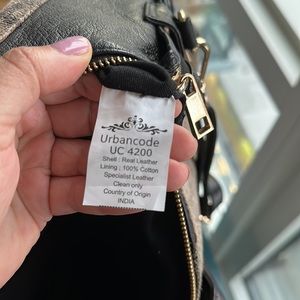 Urbancode
UC 4200
Shell : Real Leather
Lining : 100% Cotton
Specialist Leather
Clean only
Country of Origin
INDIA